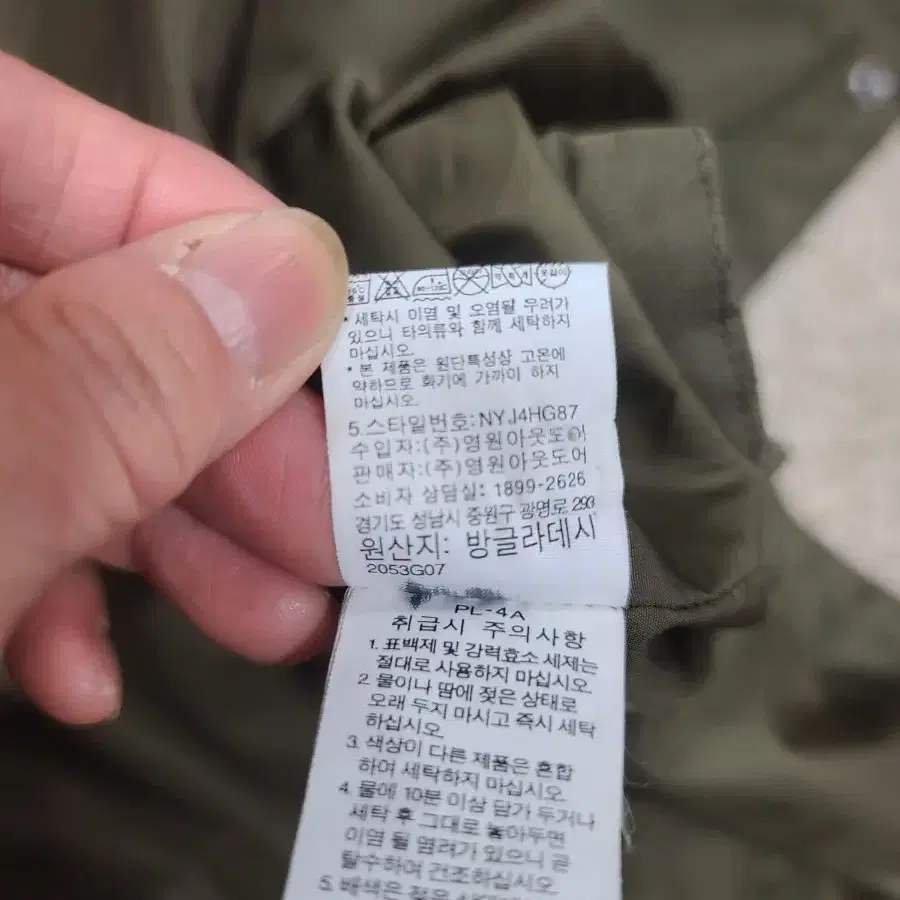 * 세탁시 이염 및 오염될 우려가
있으니 타의류와 함께 세탁하지
마십시오.
* 본 제품은 원단특성상 고온에
약하므로 화기에 가까이 하지
마십시오.
5.스타일번호:NYJ4HG87
수입자:(주)영원아웃도어
판매자:(주)영원아웃도어
소비자 상담실: 1899-2626
경기도 성남시 중원구 광명로 293
원산지: 방글라데시
2053G07
PL-4A
취급시 주의사항
1. 표백제 및 강력효소 세제는
절대로 사용하지 마십시오.
2. 물이나 땀에 젖은 상태로
오래 두지 마시고 즉시 세탁
하십시오.
3. 색상이 다른 제품은 혼합
하여 세탁하지 마십시오.
4. 물에 10분 이상 담가 두거나
세탁 후 그대로 놓아두면
이염 될 염려가 있으니 곧
탈수하여 건조하십시오.
5. 배색은 젖은